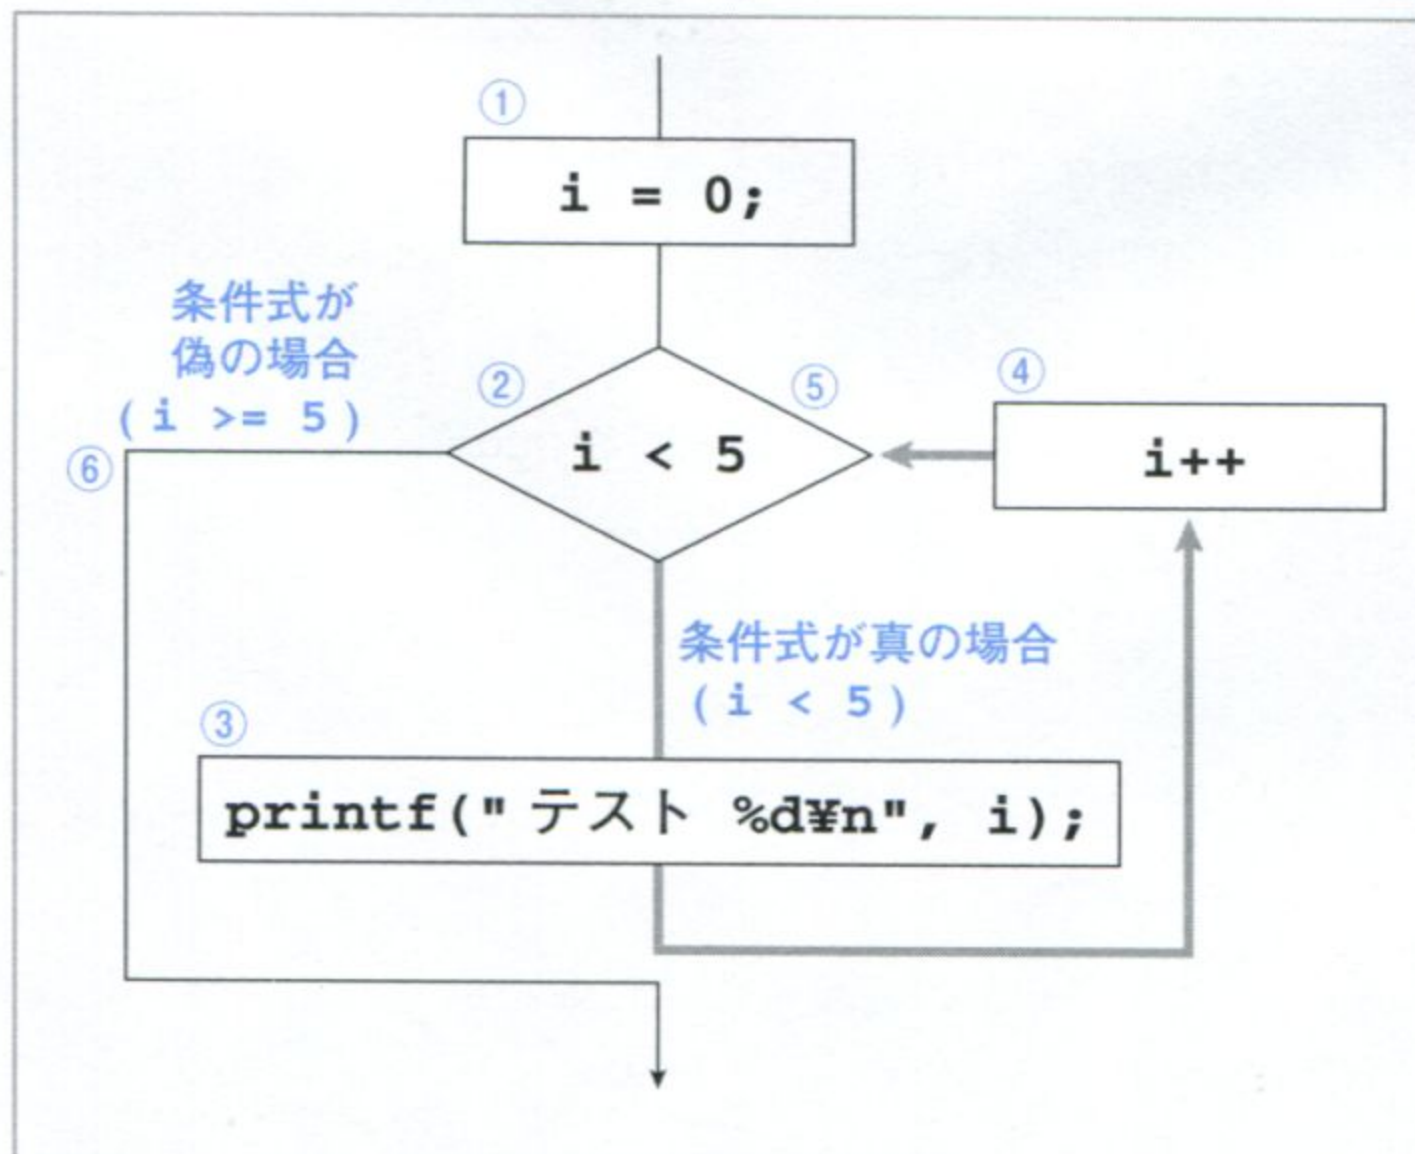 ①
i = 0;
条件式が
偽の場合
(i >= 5)
②
⑤
④
⑥
i < 5
i++
条件式が真の場合
(i < 5)
③
printf("テスト %d¥n", i);